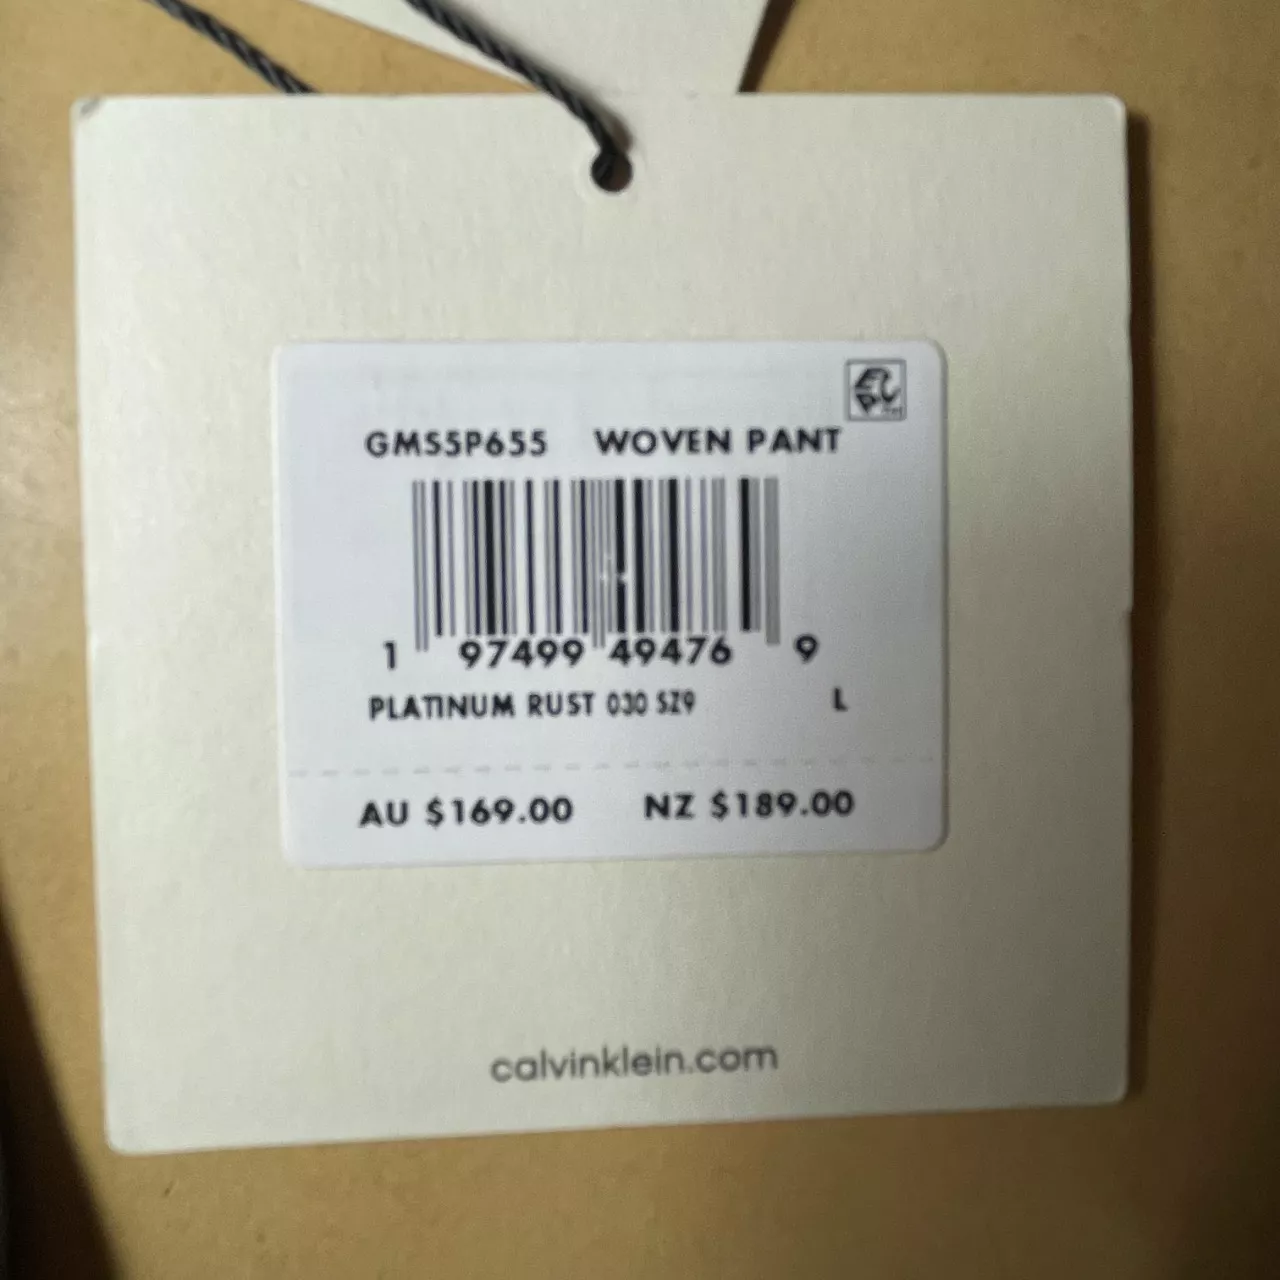 GMS5P655 WOVEN PANT
1 97499 49476 9
PLATINUM RUST 030 SZ9 L
AU $169.00 NZ $189.00
calvinklein.com